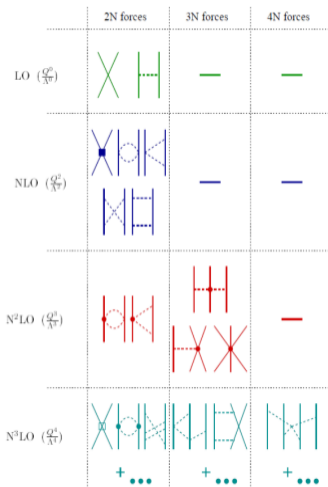 2N forces 3N forces 4N forces
LO (Q⁰/Λ⁰)
NLO (Q²/Λ²)
N²LO (Q³/Λ³)
N³LO (Q⁴/Λ⁴)
+ ••• + ••• + •••